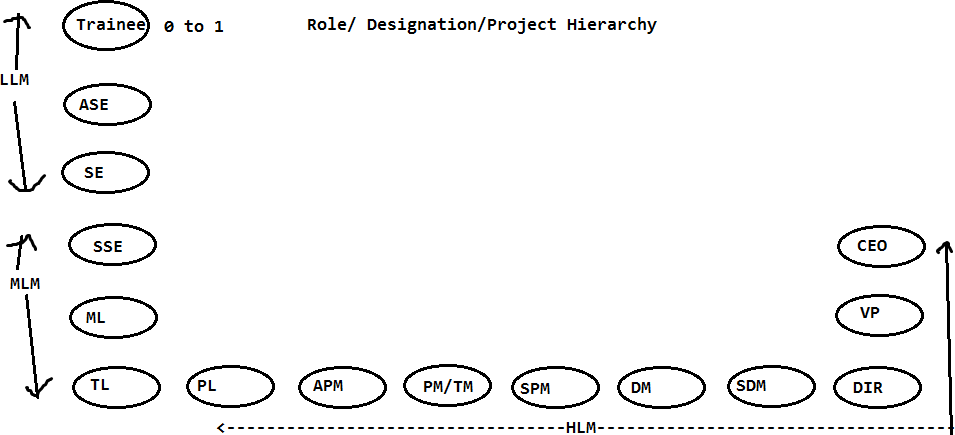 Trainee 0 to 1 Role/ Designation/Project Hierarchy
LLM
ASE
SE
SSE CEO
MLM
ML VP
TL PL APM PM/TM SPM DM SDM DIR
<-----------------------------------HLM------------------------------------